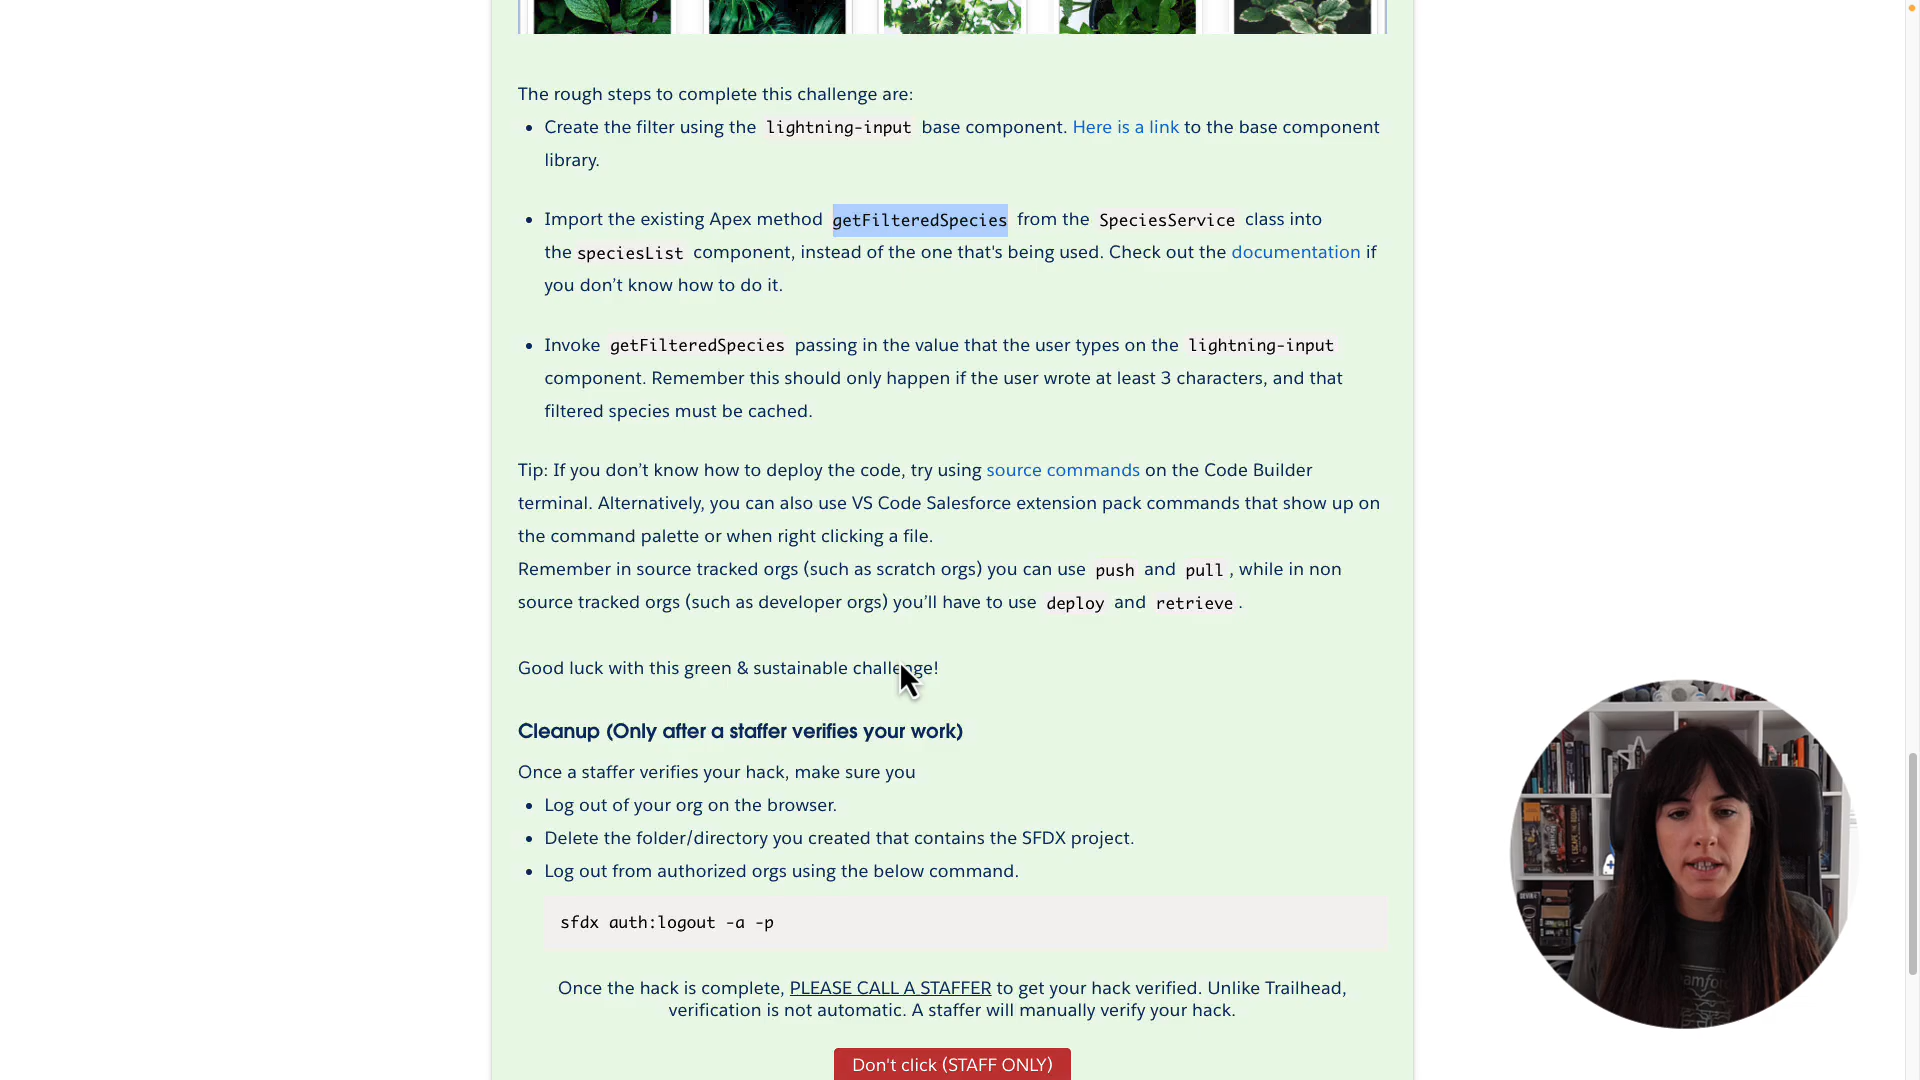 The rough steps to complete this challenge are:
• Create the filter using the lightning-input base component. Here is a link to the base component
library.
• Import the existing Apex method getFilteredSpecies from the SpeciesService class into
the speciesList component, instead of the one that's being used. Check out the documentation if
you don’t know how to do it.
• Invoke getFilteredSpecies passing in the value that the user types on the lightning-input
component. Remember this should only happen if the user wrote at least 3 characters, and that
filtered species must be cached.
Tip: If you don’t know how to deploy the code, try using source commands on the Code Builder
terminal. Alternatively, you can also use VS Code Salesforce extension pack commands that show up on
the command palette or when right clicking a file.
Remember in source tracked orgs (such as scratch orgs) you can use push and pull, while in non
source tracked orgs (such as developer orgs) you’ll have to use deploy and retrieve.
Good luck with this green & sustainable challenge!
Cleanup (Only after a staffer verifies your work)
Once a staffer verifies your hack, make sure you
• Log out of your org on the browser.
• Delete the folder/directory you created that contains the SFDX project.
• Log out from authorized orgs using the below command.
sfdx auth:logout -a -p
Once the hack is complete, PLEASE CALL A STAFFER to get your hack verified. Unlike Trailhead,
verification is not automatic. A staffer will manually verify your hack.
Don't click (STAFF ONLY)